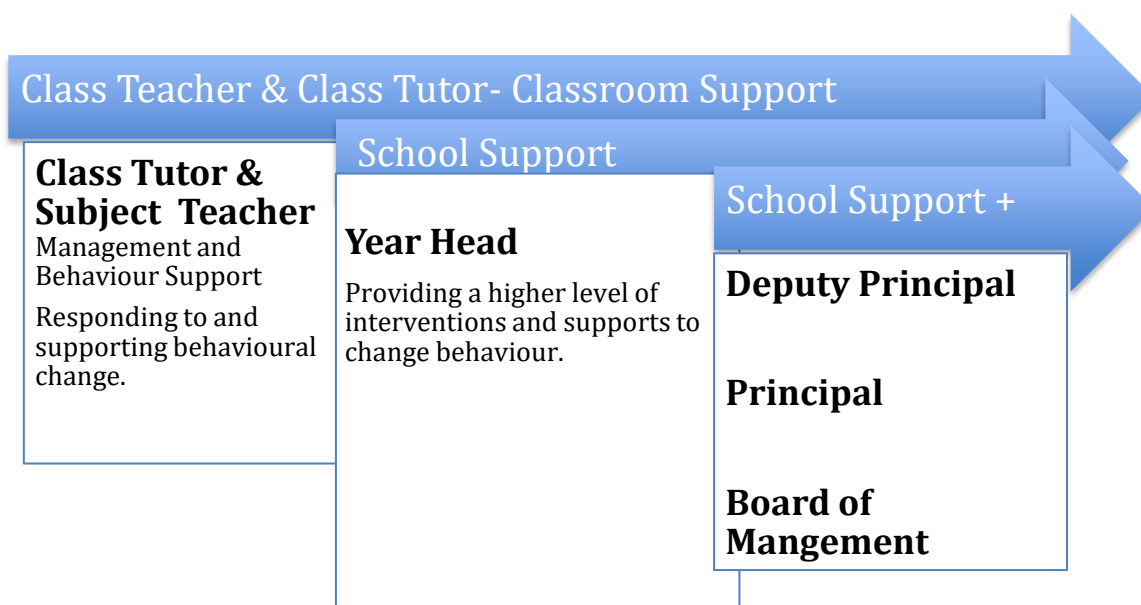 Class Teacher & Class Tutor- Classroom Support
Class Tutor &
Subject Teacher
Management and
Behaviour Support
Responding to and
supporting behavioural
change.
School Support
Year Head
Providing a higher level of
interventions and supports to
change behaviour.
School Support +
Deputy Principal
Principal
Board of
Mangement